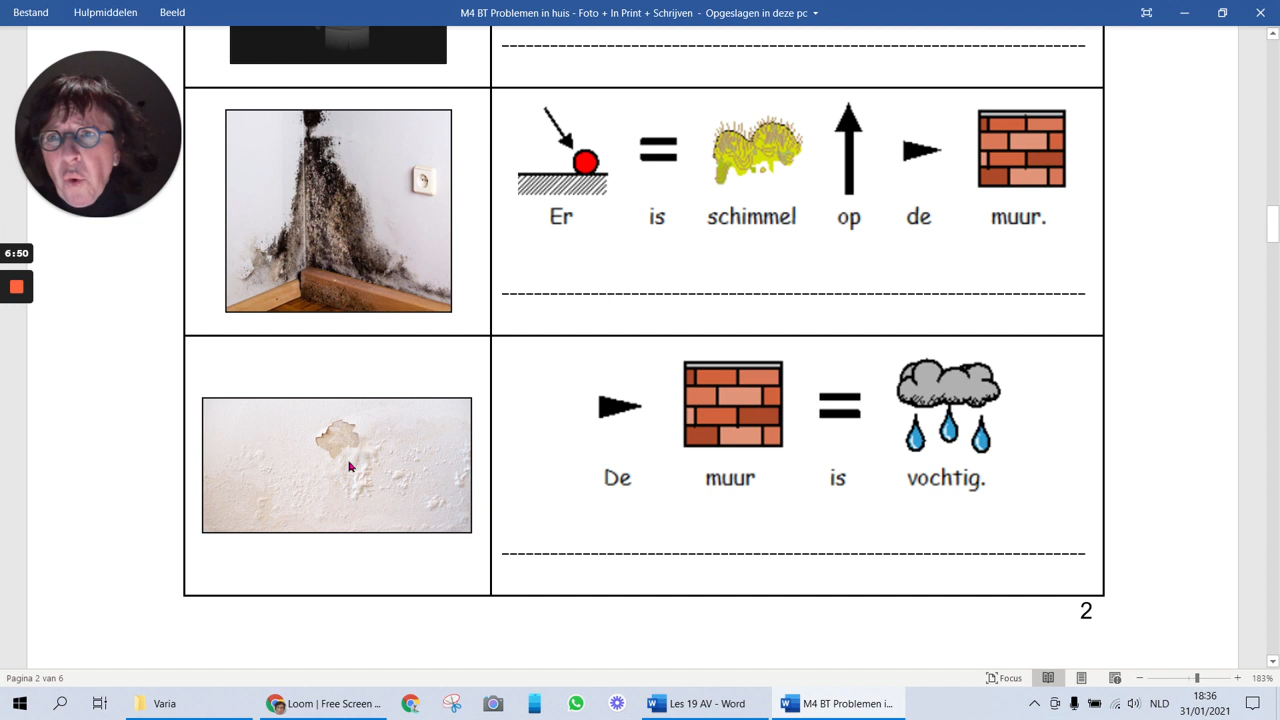 Bestand Hulpmiddelen Beeld
M4 BT Problemen in huis - Foto + In Print + Schrijven - Opgeslagen in deze pc
Er is schimmel op de muur.
6:50
De muur is vochtig.
2
Pagina 2 van 6
Focus
183%
Varia
Loom | Free Screen ...
Les 19 AV - Word
M4 BT Problemen i...
NLD
18:36
31/01/2021